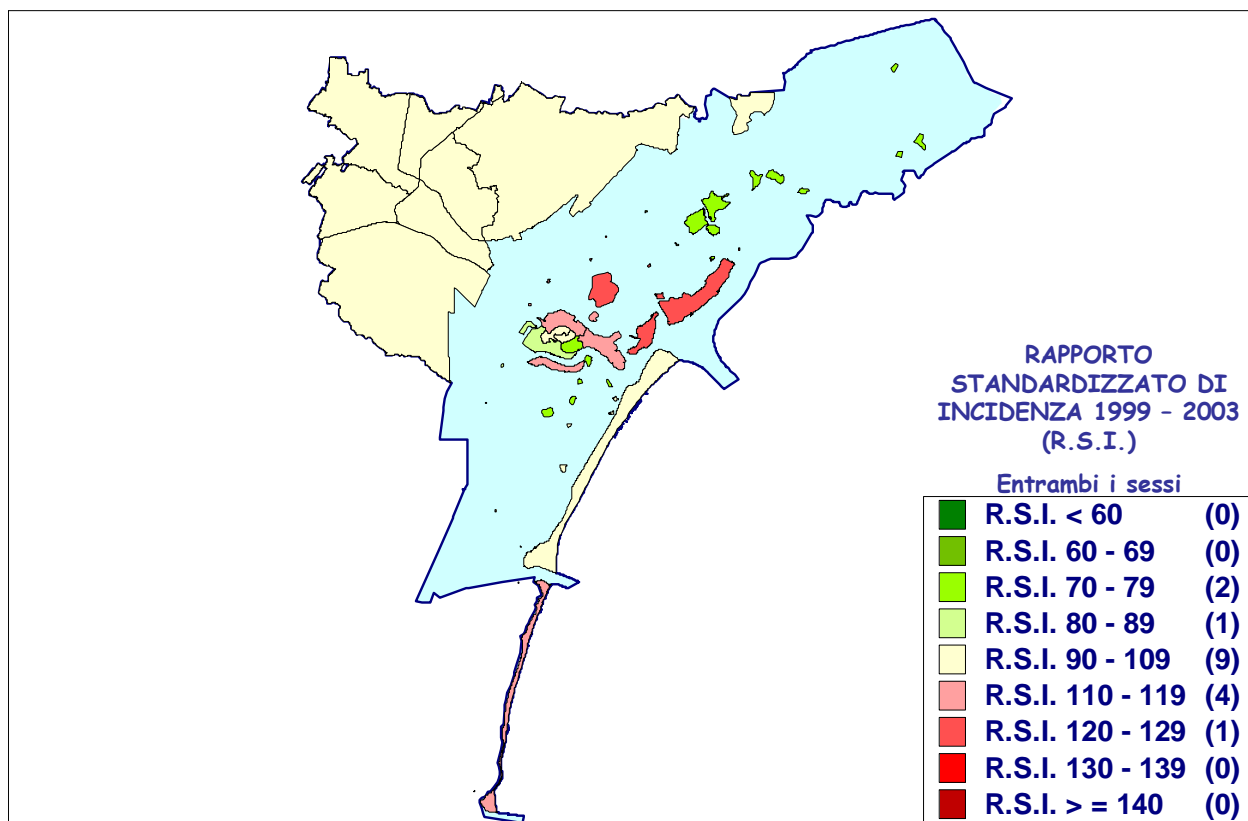 RAPPORTO
STANDARDIZZATO DI
INCIDENZA 1999 - 2003
(R.S.I.)
Entrambi i sessi
R.S.I. < 60 (0)
R.S.I. 60 - 69 (0)
R.S.I. 70 - 79 (2)
R.S.I. 80 - 89 (1)
R.S.I. 90 - 109 (9)
R.S.I. 110 - 119 (4)
R.S.I. 120 - 129 (1)
R.S.I. 130 - 139 (0)
R.S.I. > = 140 (0)